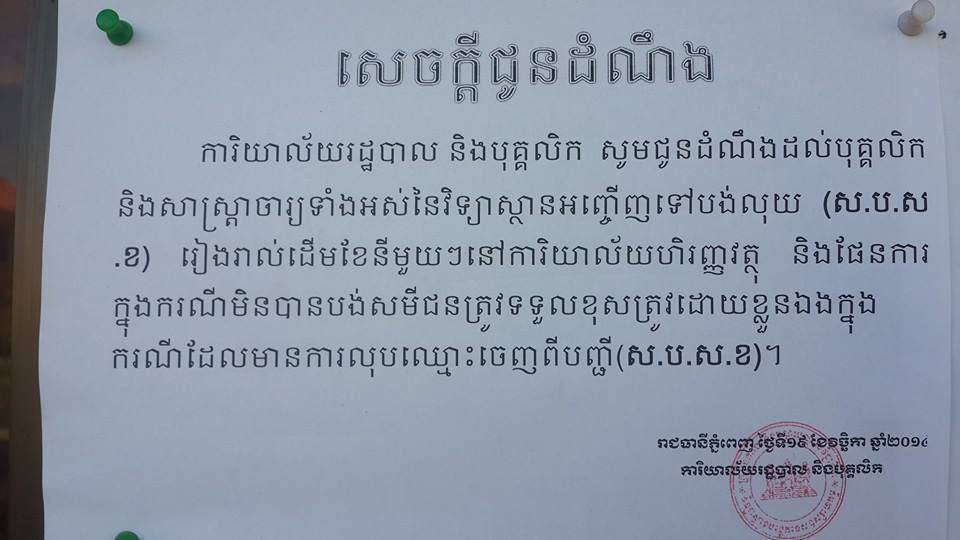 សេចក្តីជូនដំណឹង
ការិយាល័យរដ្ឋបាល និងបុគ្គលិក សូមជូនដំណឹងដល់បុគ្គលិក
និងសាស្ត្រាចារ្យទាំងអស់នៃវិទ្យាស្ថានអញ្ចើញទៅបង់លុយ (ស.ប.ស
.ខ) រៀងរាល់ដើមខែនីមួយៗនៅការិយាល័យហិរញ្ញវត្ថុ និងផែនការ
ក្នុងករណីមិនបានបង់សមីជនត្រូវទទួលខុសត្រូវដោយខ្លួនឯងក្នុង
ករណីដែលមានការលុបឈ្មោះចេញពីបញ្ជី(ស.ប.ស.ខ)។
រាជធានីភ្នំពេញ ថ្ងៃទី១៩ ខែវិច្ឆិកា ឆ្នាំ២០១៤
ការិយាល័យរដ្ឋបាល និងបុគ្គលិក